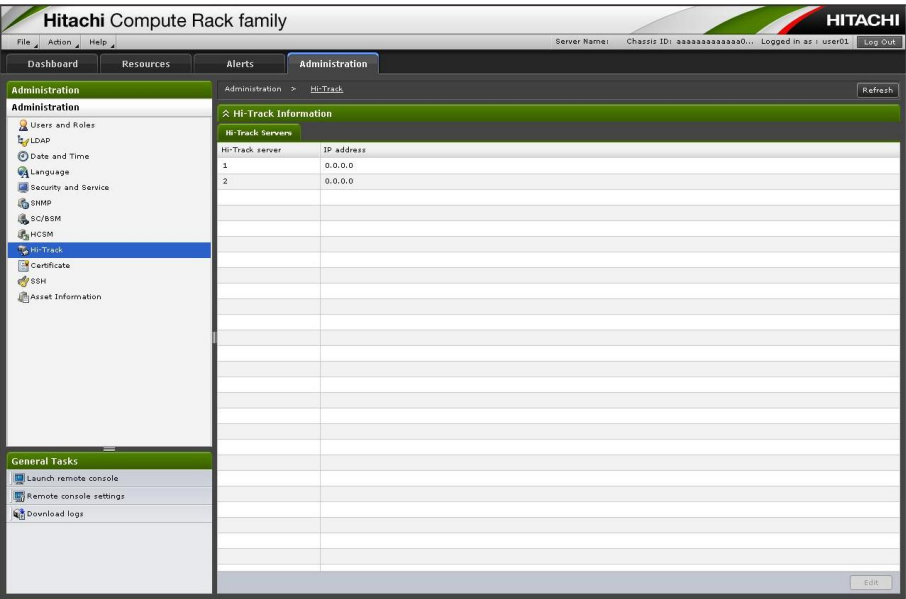 Hitachi Compute Rack family
HITACHI
File Action Help
Server Name: Chassis ID: aaaaaaaaaaaaa0... Logged in as : user01 Log Out
Dashboard Resources Alerts Administration
Administration
Administration
Users and Roles
LDAP
Date and Time
Language
Security and Service
SNMP
SC/BSM
HCSM
Hi-Track
Certificate
SSH
Asset Information
General Tasks
Launch remote console
Remote console settings
Download logs
Administration > Hi-Track
Refresh
Hi-Track Information
Hi-Track Servers
Hi-Track server IP address
1 0.0.0.0
2 0.0.0.0
Edit